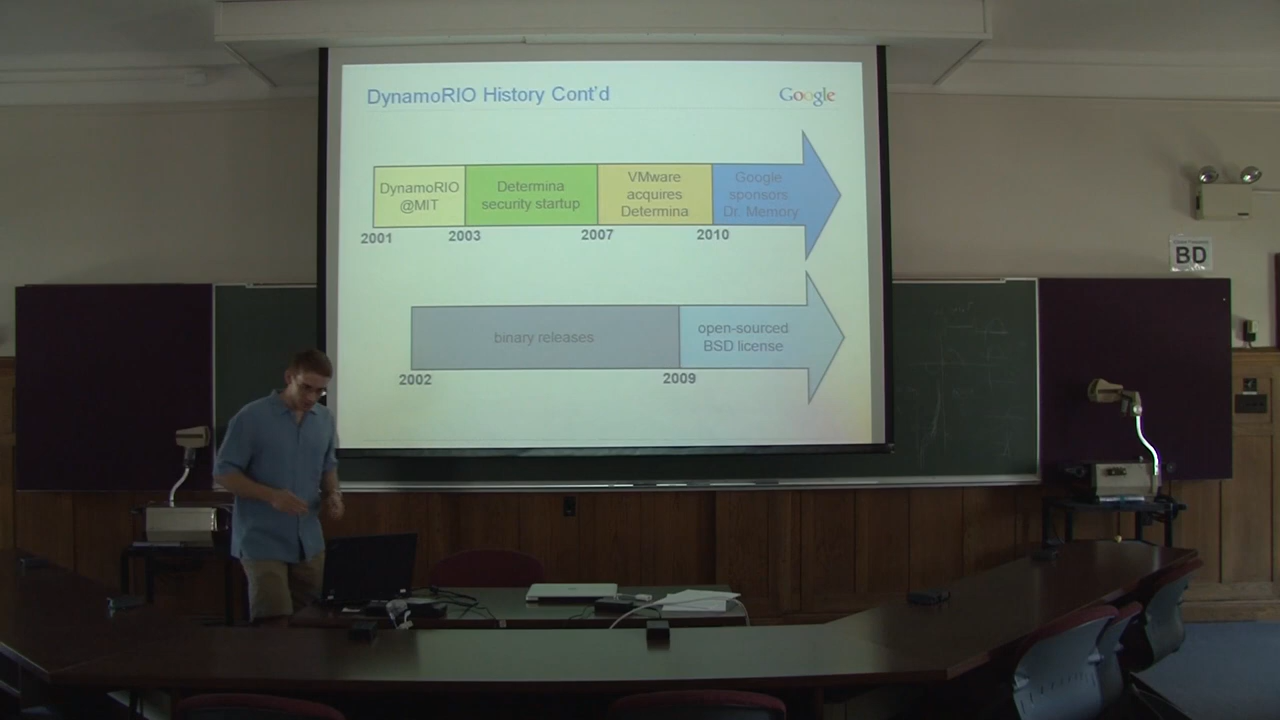 DynamoRIO History Cont'd
Google
DynamoRIO
@MIT
Determina
security startup
VMware
acquires
Determina
Google
sponsors
Dr. Memory
2001
2003
2007
2010
binary releases
open-sourced
BSD license
2002
2009
BD